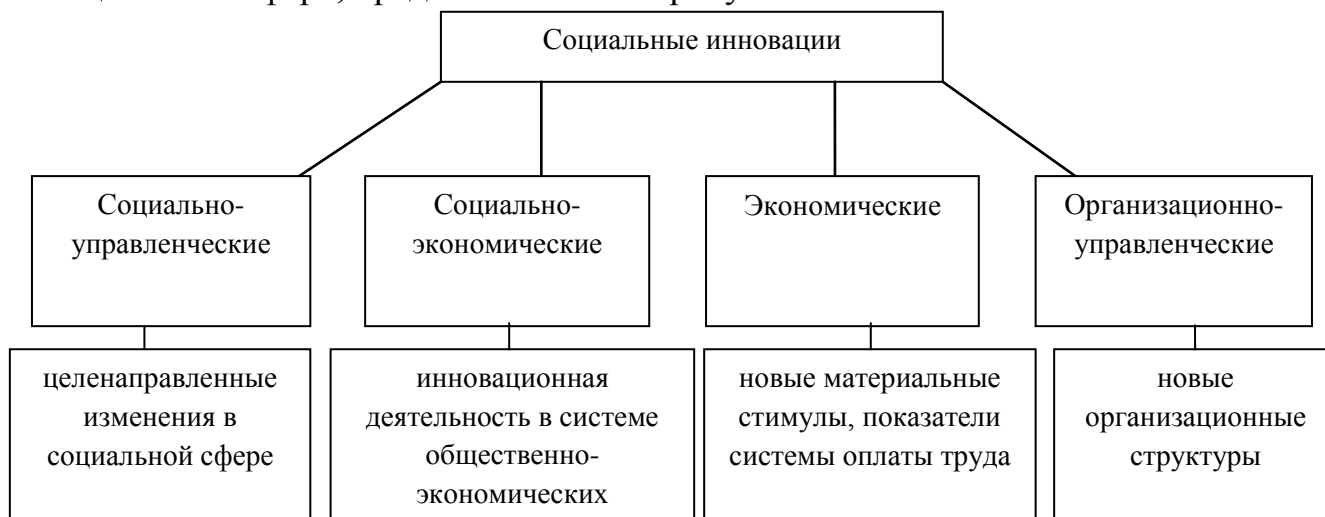 Социальные инновации
Социально-
управленческие
Социально-
экономические
Экономические
Организационно-
управленческие
целенаправленные
изменения в
социальной сфере
инновационная
деятельность в системе
общественно-
экономических
новые материальные
стимулы, показатели
системы оплаты труда
новые
организационные
структуры